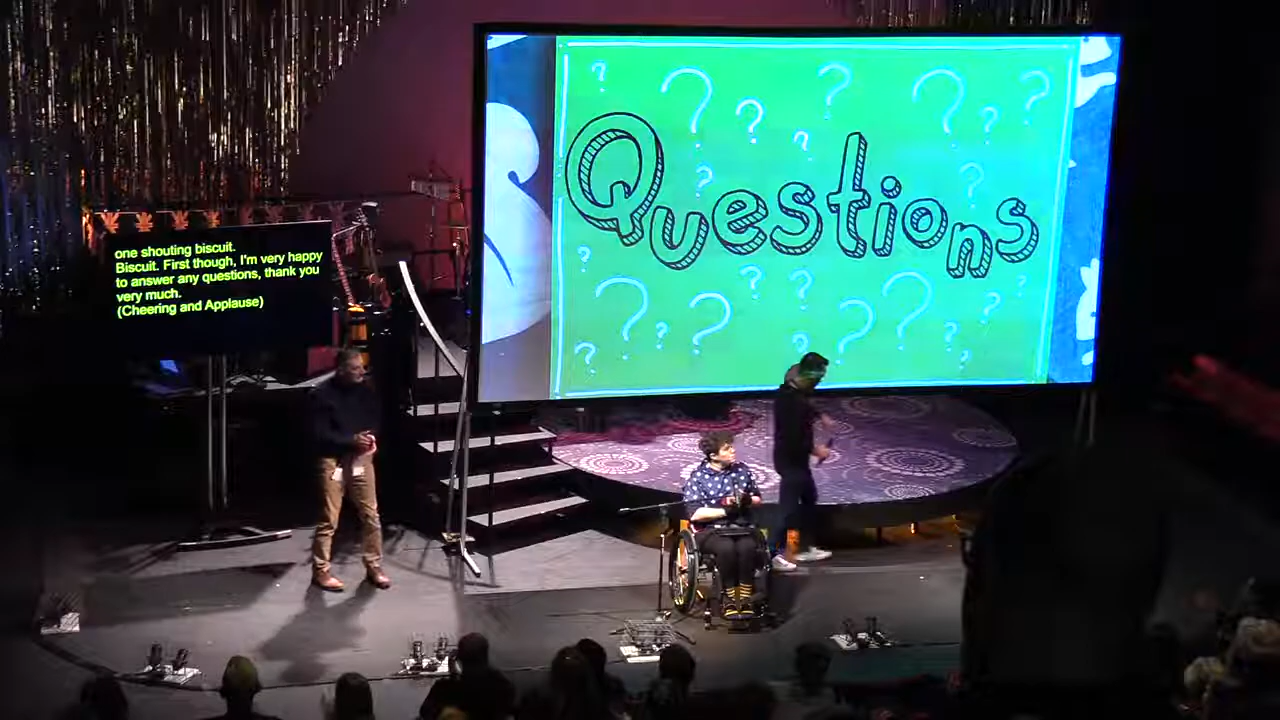 Questions
one shouting biscuit.
Biscuit. First though, I'm very happy
to answer any questions, thank you
very much.
(Cheering and Applause)